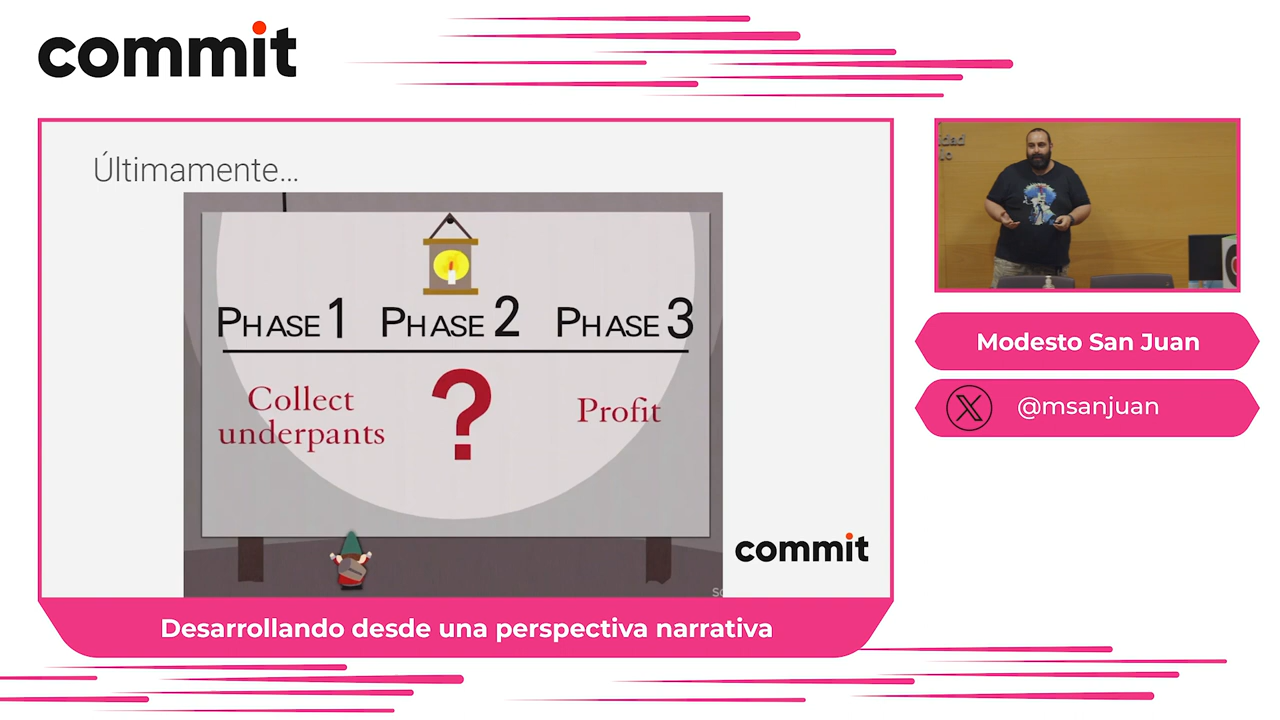 commit
Últimamente...
PHASE 1 PHASE 2 PHASE 3
Collect
underpants
?
Profit
commit
Desarrollando desde una perspectiva narrativa
Modesto San Juan
@msanjuan